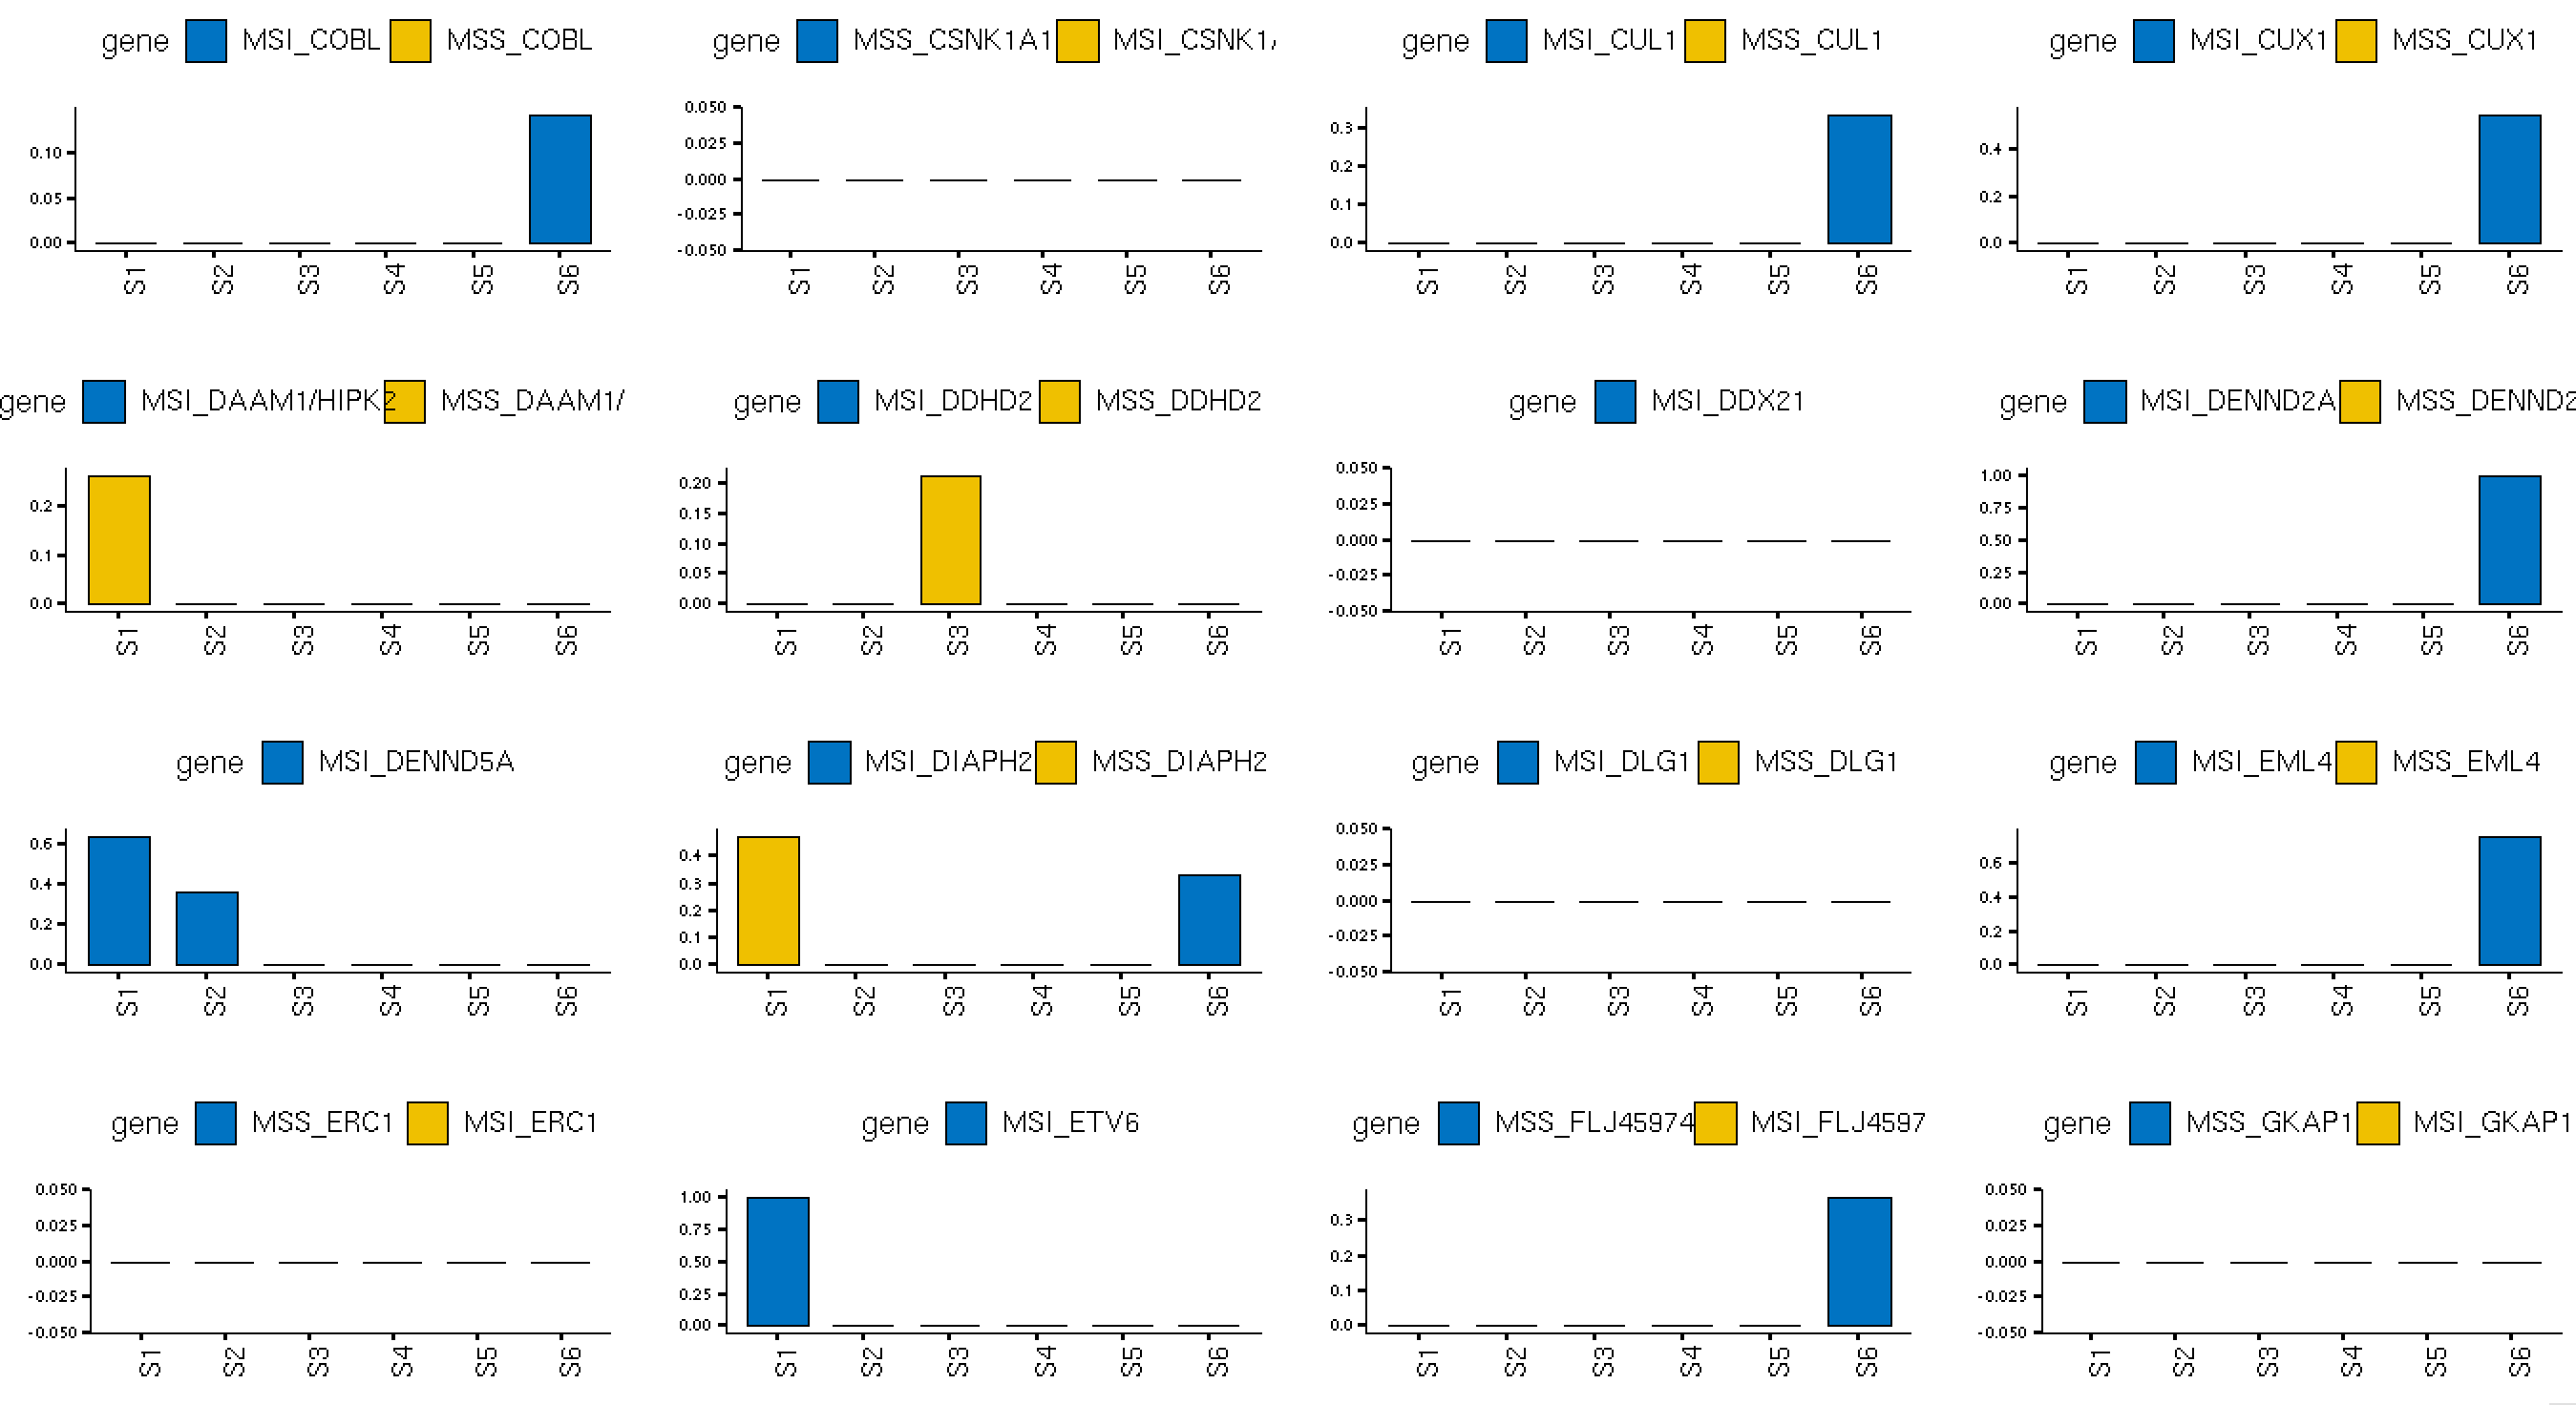 gene MSI_COBL MSS_COBL
0.10
0.05
0.00
S1 S2 S3 S4 S5 S6
gene MSS_CSNK1A1 MSI_CSNK1
0.050
0.025
0.000
-0.025
-0.050
S1 S2 S3 S4 S5 S6
gene MSI_CUL1 MSS_CUL1
0.3
0.2
0.1
0.0
S1 S2 S3 S4 S5 S6
gene MSI_CUX1 MSS_CUX1
0.4
0.2
0.0
S1 S2 S3 S4 S5 S6
gene MSI_DAAM1/HIPK2 MSS_DAAM1/
0.2
0.1
0.0
S1 S2 S3 S4 S5 S6
gene MSI_DDHD2 MSS_DDHD2
0.20
0.15
0.10
0.05
0.00
S1 S2 S3 S4 S5 S6
gene MSI_DDX21
0.050
0.025
0.000
-0.025
-0.050
S1 S2 S3 S4 S5 S6
gene MSI_DENND2A MSS_DENND2
1.00
0.75
0.50
0.25
0.00
S1 S2 S3 S4 S5 S6
gene MSI_DENND5A
0.6
0.4
0.2
0.0
S1 S2 S3 S4 S5 S6
gene MSI_DIAPH2 MSS_DIAPH2
0.4
0.3
0.2
0.1
0.0
S1 S2 S3 S4 S5 S6
gene MSI_DLG1 MSS_DLG1
0.050
0.025
0.000
-0.025
-0.050
S1 S2 S3 S4 S5 S6
gene MSI_EML4 MSS_EML4
0.6
0.4
0.2
0.0
S1 S2 S3 S4 S5 S6
gene MSS_ERC1 MSI_ERC1
0.050
0.025
0.000
-0.025
-0.050
S1 S2 S3 S4 S5 S6
gene MSI_ETV6
1.00
0.75
0.50
0.25
0.00
S1 S2 S3 S4 S5 S6
gene MSS_FLJ45974 MSI_FLJ4597
0.3
0.2
0.1
0.0
S1 S2 S3 S4 S5 S6
gene MSS_GKAP1 MSI_GKAP1
0.050
0.025
0.000
-0.025
-0.050
S1 S2 S3 S4 S5 S6